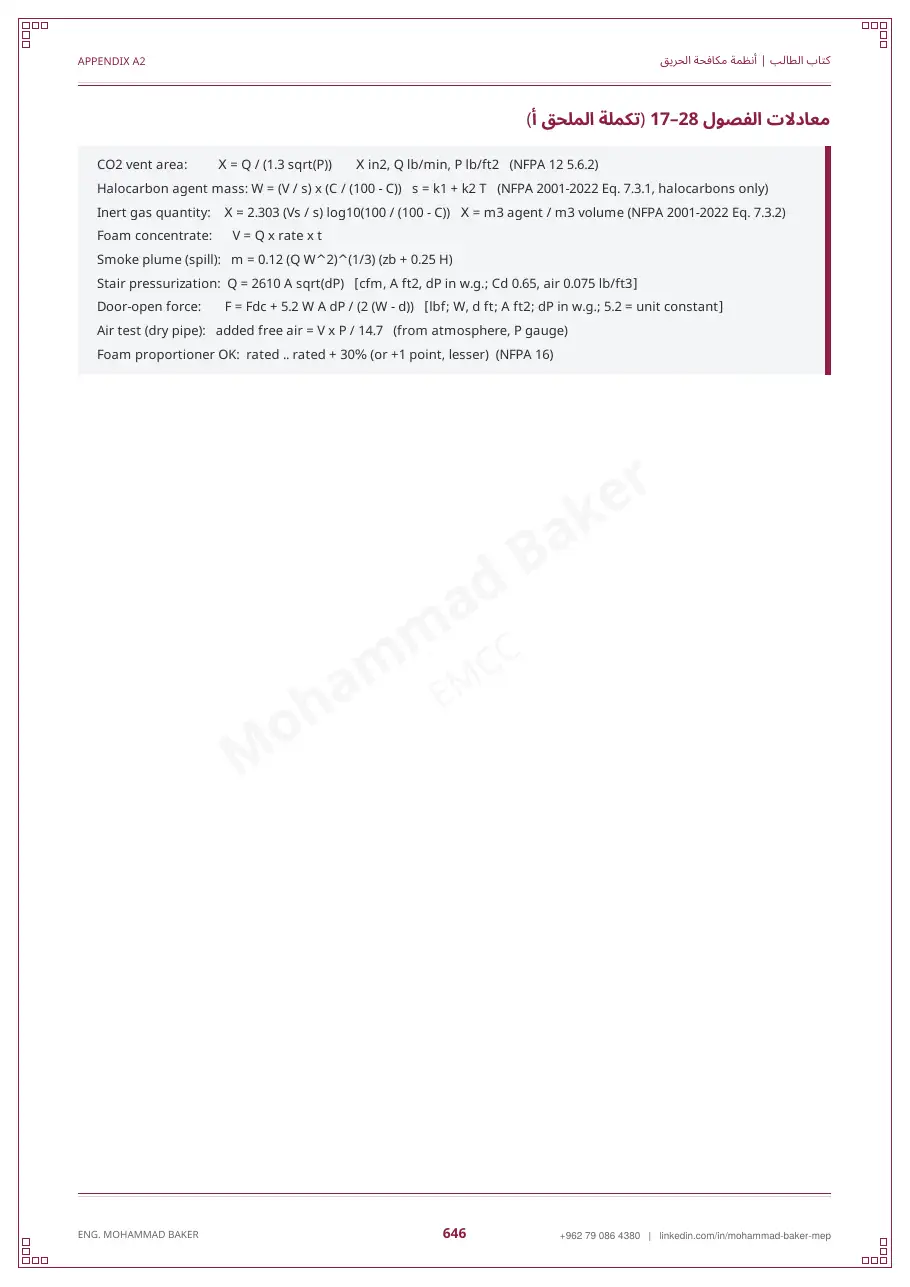 APPENDIX A2
كتاب الطالب | أنظمة مكافحة الحريق
معادلات الفصول 28–17 (تكملة الملحق أ)
CO2 vent area: X = Q / (1.3 sqrt(P)) X in2, Q lb/min, P lb/ft2 (NFPA 12 5.6.2)
Halocarbon agent mass: W = (V / s) x (C / (100 - C)) s = k1 + k2 T (NFPA 2001-2022 Eq. 7.3.1, halocarbons only)
Inert gas quantity: X = 2.303 (Vs / s) log10(100 / (100 - C)) X = m3 agent / m3 volume (NFPA 2001-2022 Eq. 7.3.2)
Foam concentrate: V = Q x rate x t
Smoke plume (spill): m = 0.12 (Q W^2)^(1/3) (zb + 0.25 H)
Stair pressurization: Q = 2610 A sqrt(dP) [cfm, A ft2, dP in w.g.; Cd 0.65, air 0.075 lb/ft3]
Door-open force: F = Fdc + 5.2 W A dP / (2 (W - d)) [lbf; W, d ft; A ft2; dP in w.g.; 5.2 = unit constant]
Air test (dry pipe): added free air = V x P / 14.7 (from atmosphere, P gauge)
Foam proportioner OK: rated .. rated + 30% (or +1 point, lesser) (NFPA 16)
Mohammad Baker
EMCC
ENG. MOHAMMAD BAKER
646
+962 79 086 4380 | linkedin.com/in/mohammad-baker-mep